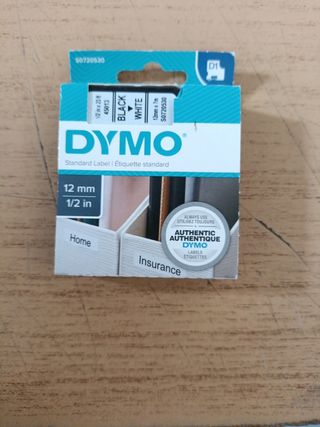 S0720530
D1
1/2 in x 23 ft
45013
BLACK
WHITE
12mm x 7m
S0720530
DYMO
Standard Label | Étiquette standard
12 mm
1/2 in
Home
Insurance
ALWAYS USE
UTILISEZ TOUJOURS
AUTHENTIC
AUTHENTIQUE
DYMO
LABELS
ÉTIQUETTES